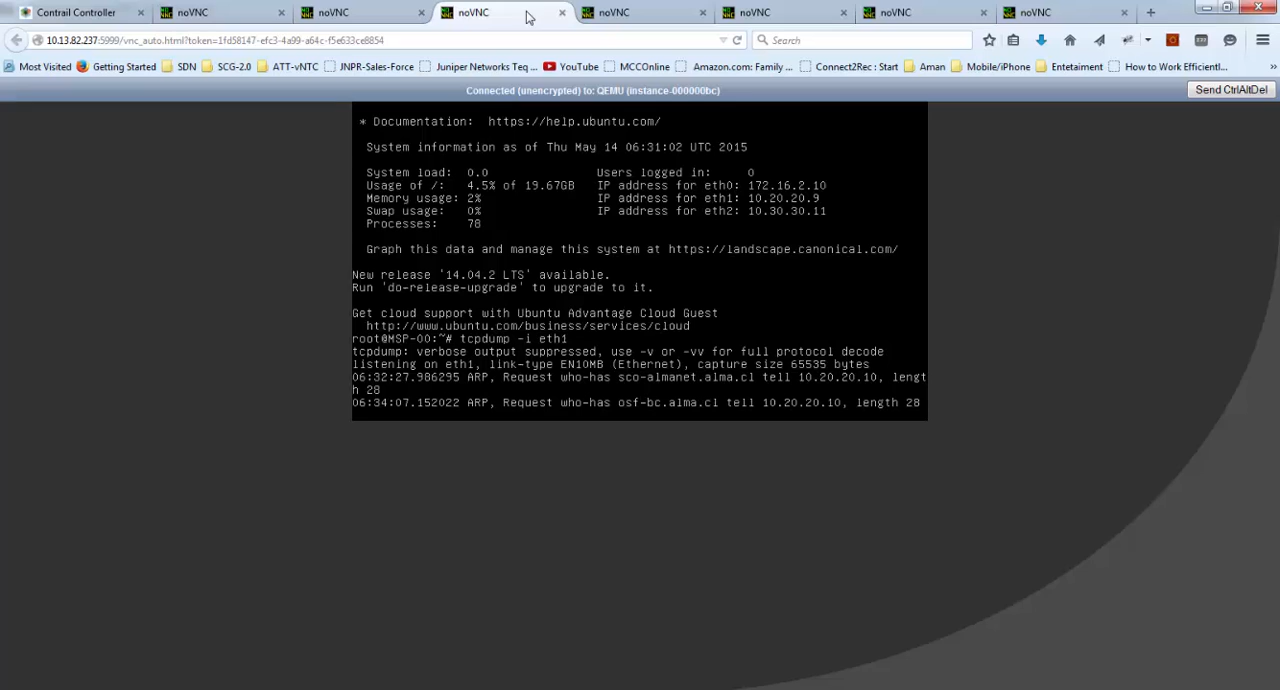 Contrail Controller
noVNC
noVNC
noVNC
noVNC
noVNC
noVNC
noVNC
10.13.82.237:5999/vnc_auto.html?token=1fd58147-efc3-4a99-a64c-f5e633ce8854
Search
Most Visited Getting Started SDN SCG-2.0 ATT-vNTC JNPR-Sales-Force Juniper Networks Teq ... YouTube MCCOnline Amazon.com: Family ... Connect2Rec : Start Aman Mobile/iPhone Entetaiment How to Work Efficientl...
Connected (unencrypted) to: QEMU (instance-000000bc)
Send CtrlAltDel
* Documentation: https://help.ubuntu.com/
System information as of Thu May 14 06:31:02 UTC 2015
System load: 0.0 Users logged in: 0
Usage of /: 4.5% of 19.67GB IP address for eth0: 172.16.2.10
Memory usage: 2% IP address for eth1: 10.20.20.9
Swap usage: 0% IP address for eth2: 10.30.30.11
Processes: 78
Graph this data and manage this system at https://landscape.canonical.com/
New release '14.04.2 LTS' available.
Run 'do-release-upgrade' to upgrade to it.
Get cloud support with Ubuntu Advantage Cloud Guest
http://www.ubuntu.com/business/services/cloud
root@MSP-00:~# tcpdump -i eth1
tcpdump: verbose output suppressed, use -v or -vv for full protocol decode
listening on eth1, link-type EN10MB (Ethernet), capture size 65535 bytes
06:32:27.986295 ARP, Request who-has sco-almanet.alma.cl tell 10.20.20.10, lengt
h 28
06:34:07.152022 ARP, Request who-has osf-bc.alma.cl tell 10.20.20.10, length 28